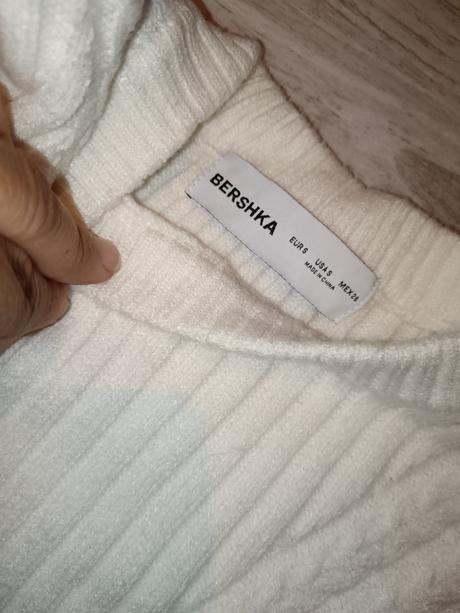 BERSHKA
EUR S USA S MEX 26
MADE IN CHINA